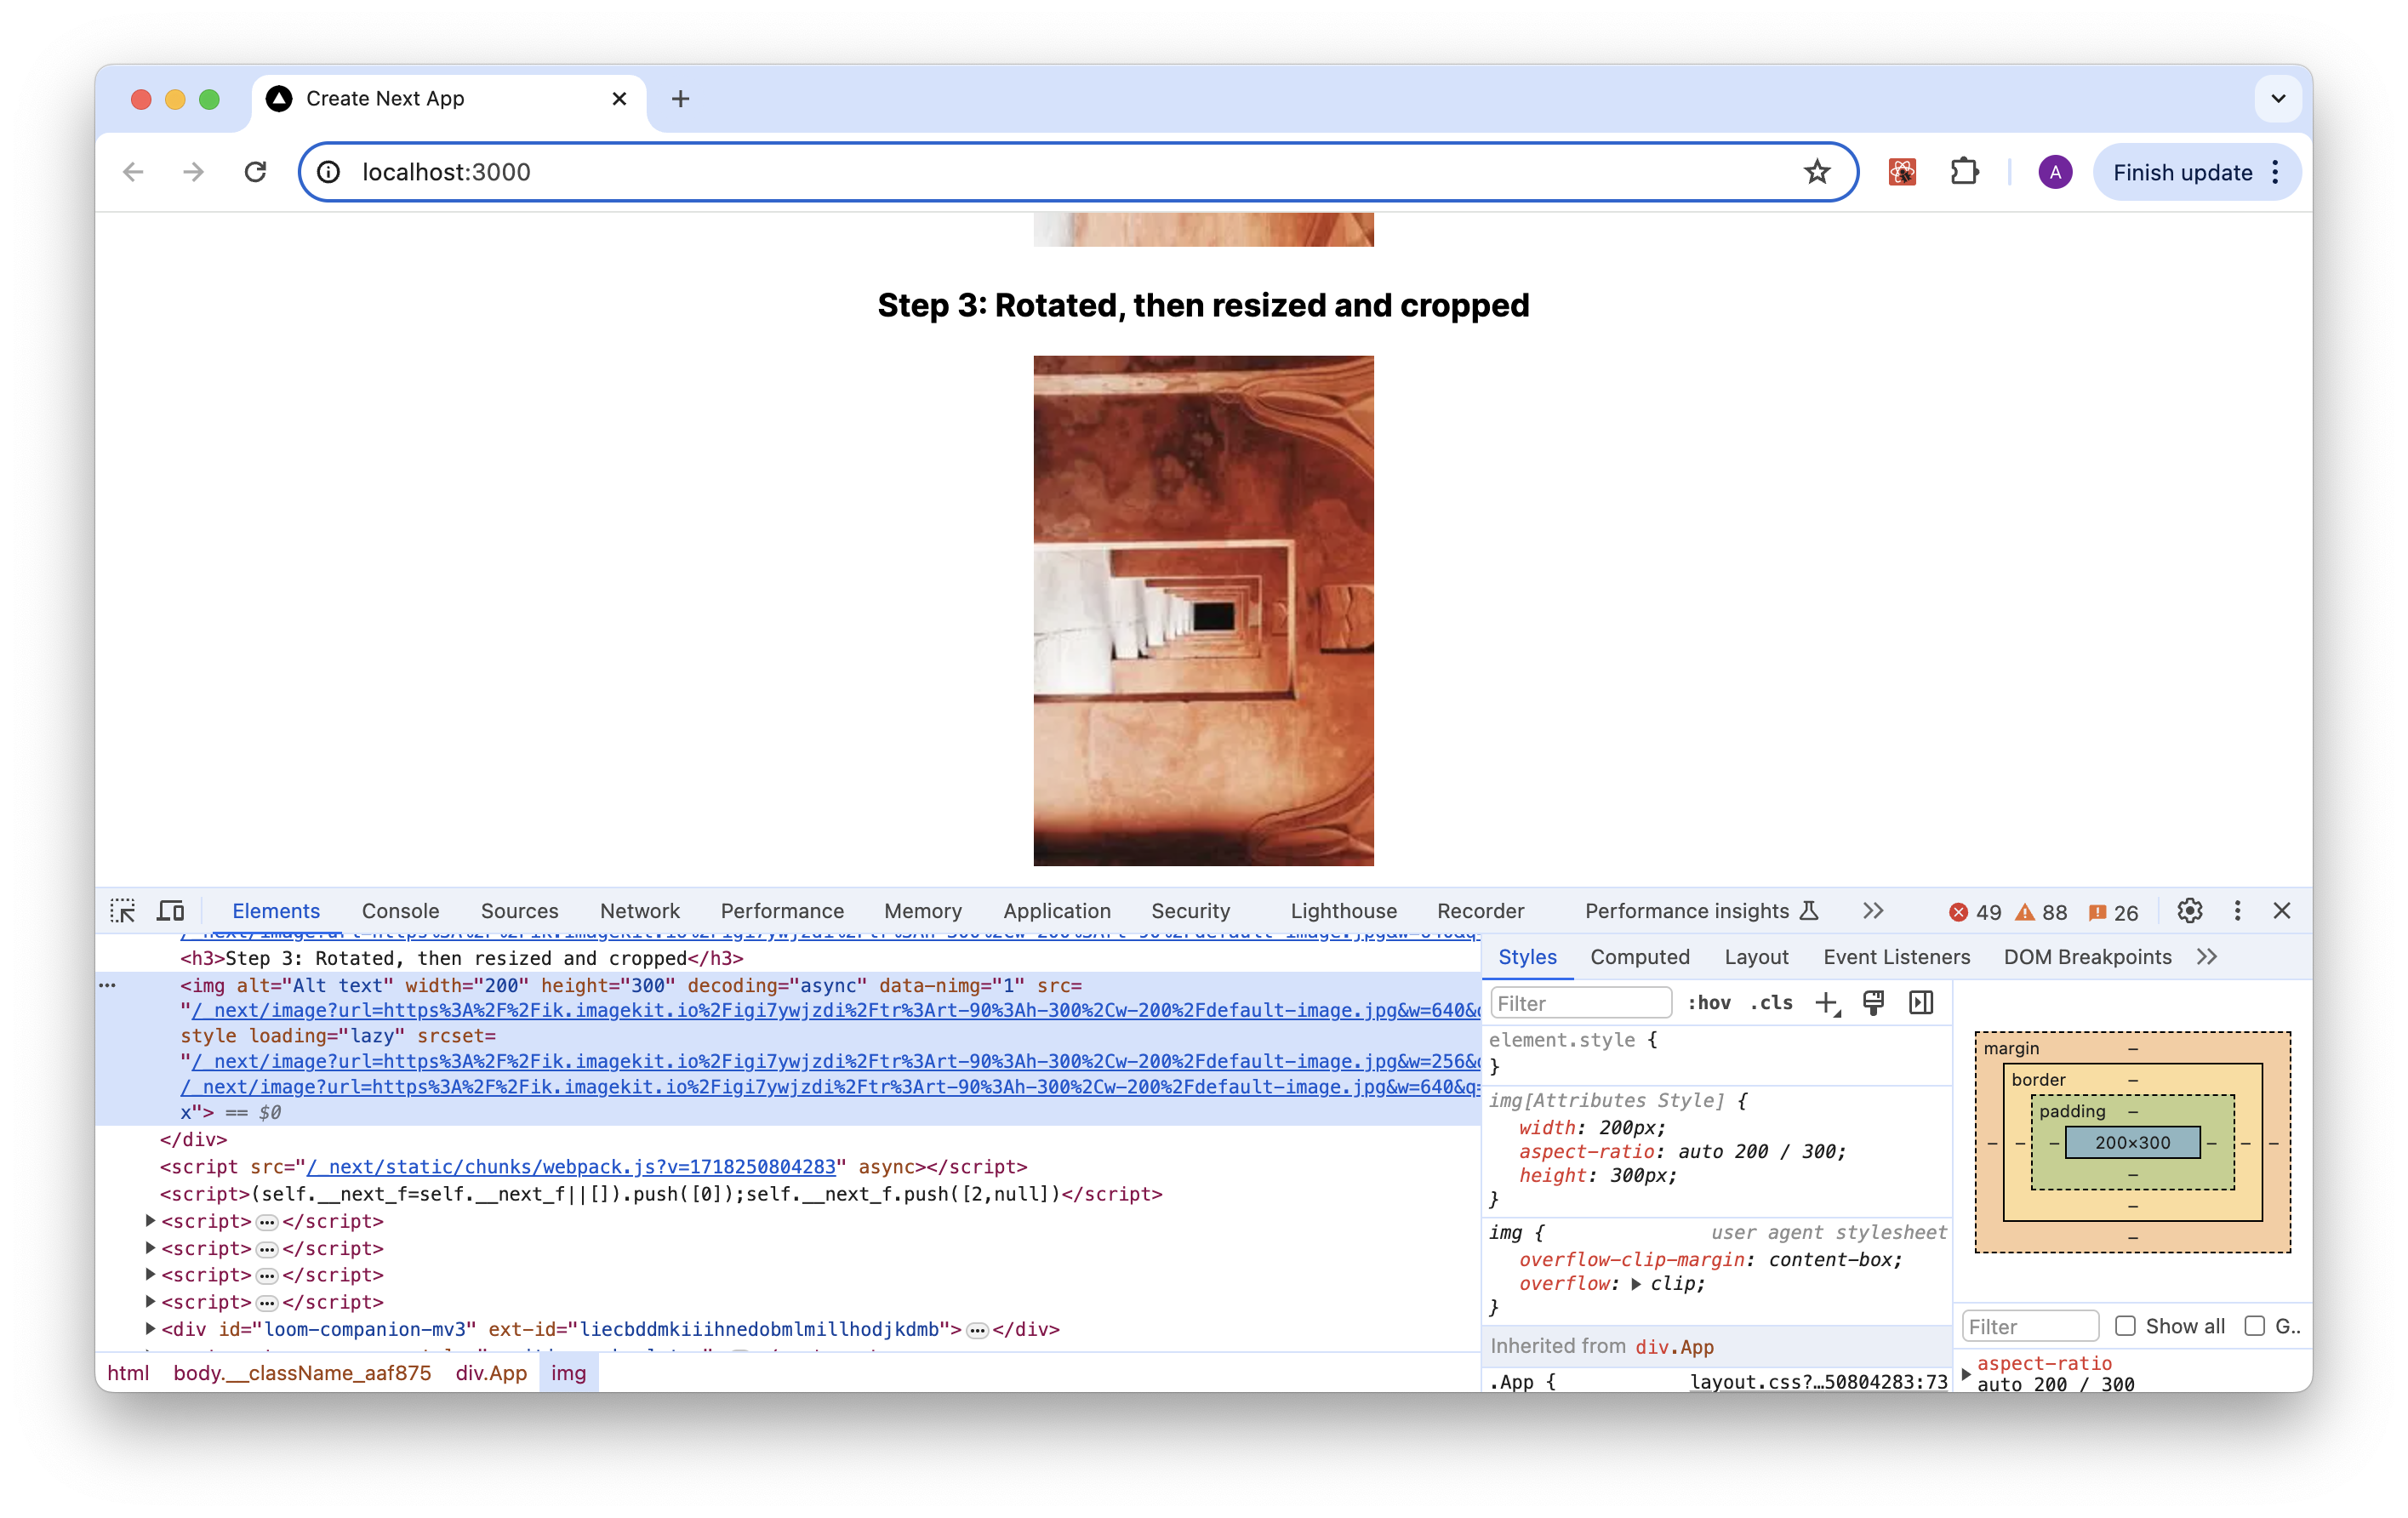 Create Next App
localhost:3000
A
Finish update
Step 3: Rotated, then resized and cropped
Elements Console Sources Network Performance Memory Application Security Lighthouse Recorder Performance insights 49 88 26
<h3>Step 3: Rotated, then resized and cropped</h3>
<img alt="Alt text" width="200" height="300" decoding="async" data-nimg="1" src=
"/_next/image?url=https%3A%2F%2Fik.imagekit.io%2Figi7ywjzdi%2Ftr%3Art-90%3Ah-300%2Cw-200%2Fdefault-image.jpg&w=640&
style loading="lazy" srcset=
"/_next/image?url=https%3A%2F%2Fik.imagekit.io%2Figi7ywjzdi%2Ftr%3Art-90%3Ah-300%2Cw-200%2Fdefault-image.jpg&w=256&
/_next/image?url=https%3A%2F%2Fik.imagekit.io%2Figi7ywjzdi%2Ftr%3Art-90%3Ah-300%2Cw-200%2Fdefault-image.jpg&w=640&q=
x"> == $0
</div>
<script src="/_next/static/chunks/webpack.js?v=1718250804283" async></script>
<script>(self.__next_f=self.__next_f||[]).push([0]);self.__next_f.push([2,null])</script>
<script>…</script>
<script>…</script>
<script>…</script>
<script>…</script>
<div id="loom-companion-mv3" ext-id="liecbddmkiiihnedobmlmillhodjkdmb">…</div>
html body.__className_aaf875 div.App img
Styles Computed Layout Event Listeners DOM Breakpoints
Filter :hov .cls
element.style {
}
img[Attributes Style] {
width: 200px;
aspect-ratio: auto 200 / 300;
height: 300px;
}
img { user agent stylesheet
overflow-clip-margin: content-box;
overflow: clip;
}
Inherited from div.App
.App { layout.css?…50804283:73
margin –
border –
padding –
– – – 200×300 – – –
–
–
–
Filter Show all G..
aspect-ratio
auto 200 / 300